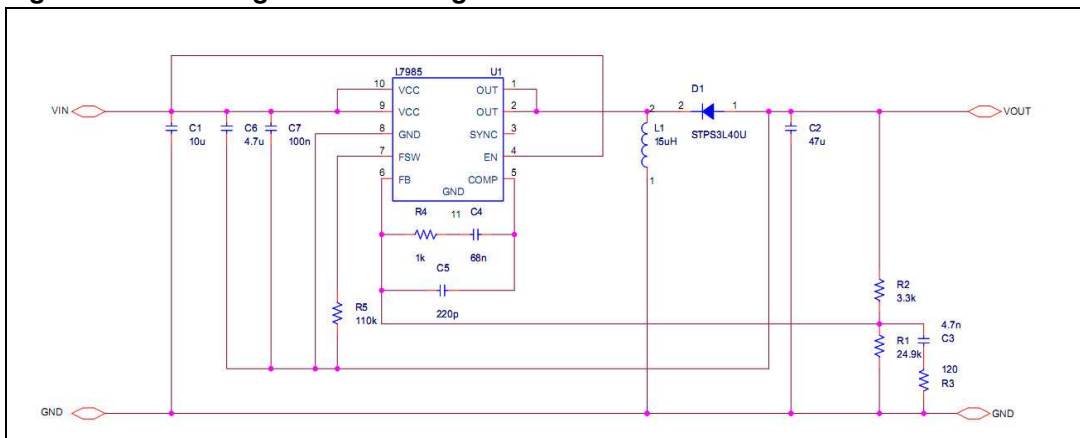 L7985 U1
10 VCC OUT 1
9 VCC OUT 2
8 GND SYNC 3
7 FSW EN 4
6 FB COMP 5
GND
11
VIN
C1
10u
C6
4.7u
C7
100n
2
L1
15uH
1
D1
2 1
STPS3L40U
C2
47u
VOUT
R4
1k
C4
68n
C5
220p
R5
110k
R2
3.3k
4.7n
C3
R1
24.9k
120
R3
GND
GND